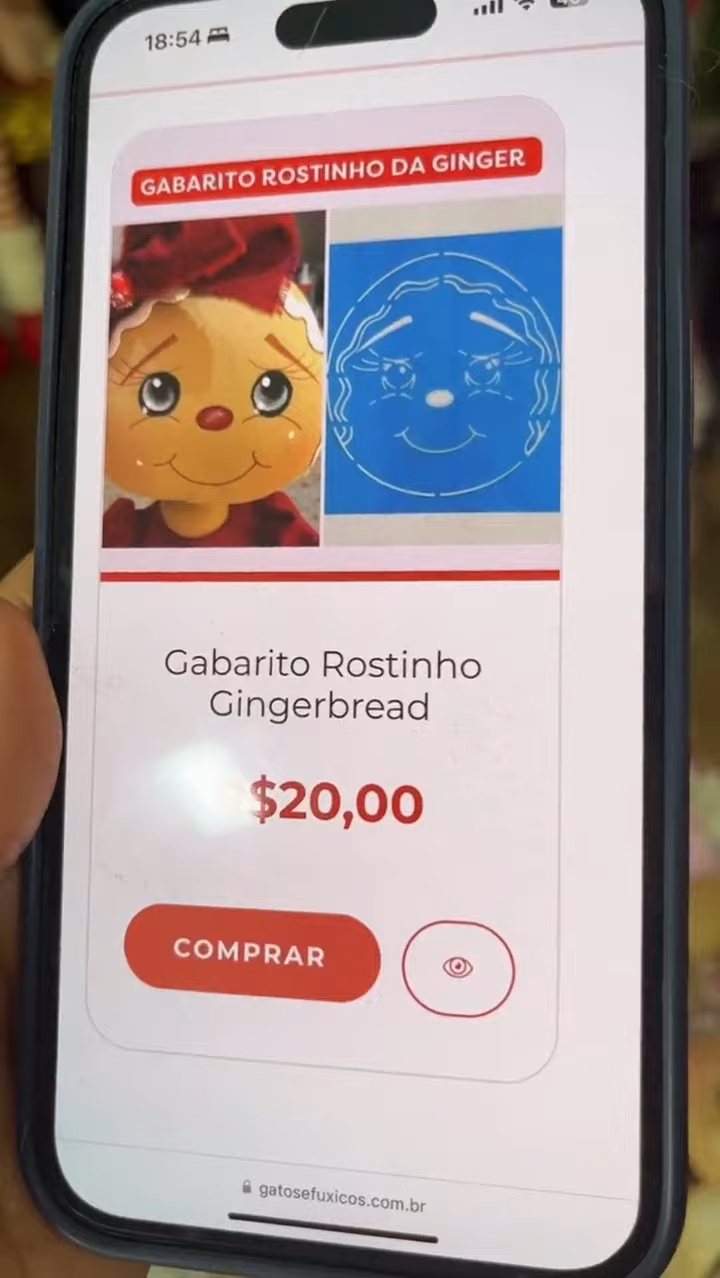 18:54
GABARITO ROSTINHO DA GINGER
Gabarito Rostinho
Gingerbread
$20,00
COMPRAR
gatosefuxicos.com.br